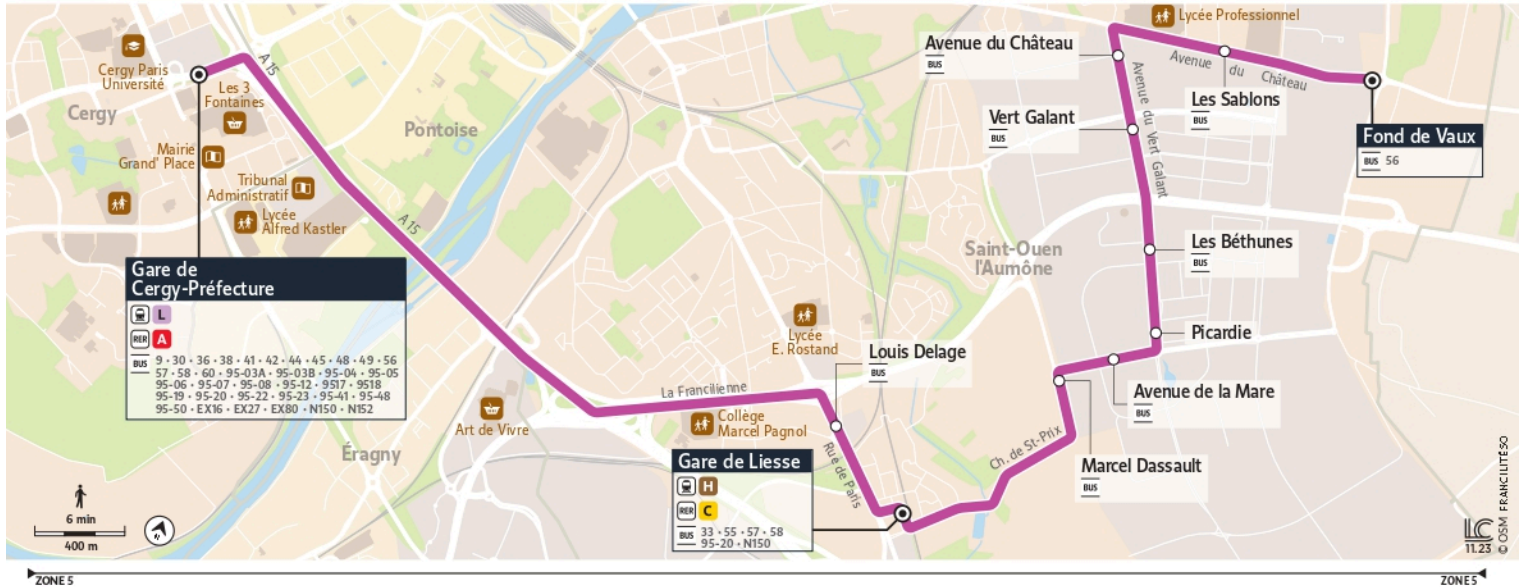 Lycée Professionnel
Avenue du Château
BUS
Avenue du Château
Cergy Paris
Université
A 15
Les 3
Fontaines
Cergy
Pontoise
Vert Galant
BUS
Avenue du Vert Galant
Les Sablons
BUS
Fond de Vaux
BUS 56
Mairie
Grand' Place
Tribunal
Administratif
Lycée
Alfred Kastler
A 15
Saint-Ouen
l'Aumône
Les Béthunes
BUS
Gare de
Cergy-Préfecture
L
RER A
BUS 9 • 30 • 36 • 38 • 41 • 42 • 44 • 45 • 48 • 49 • 56
57 • 58 • 60 • 95-03A • 95-03B • 95-04 • 95-05
95-06 • 95-07 • 95-08 • 95-12 • 9517 • 9518
95-19 • 95-20 • 95-22 • 95-23 • 95-41 • 95-48
95-50 • EX16 • EX27 • EX80 • N150 • N152
Lycée
E. Rostand
Picardie
Louis Delage
BUS
La Francilienne
Avenue de la Mare
BUS
Art de Vivre
Collège
Marcel Pagnol
Éragny
Rue de Paris
Ch. de St-Prix
Marcel Dassault
BUS
Gare de Liesse
H
RER C
BUS 33 • 55 • 57 • 58
95-20 • N150
6 min
400 m
LC
11.23
© OSM FRANCILITÉ SO
ZONE 5
ZONE 5